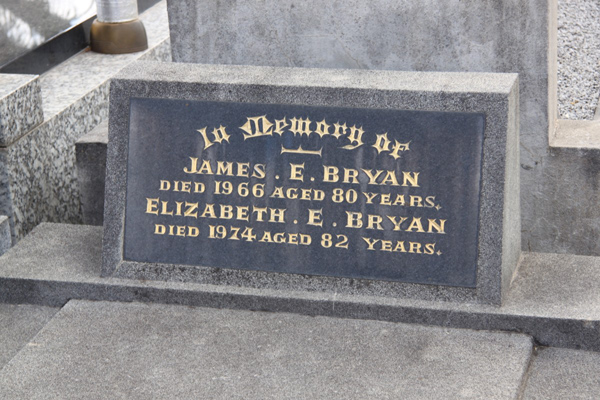 In Memory of
JAMES . E . BRYAN
DIED 1966 AGED 80 YEARS.
ELIZABETH . E . BRYAN
DIED 1974 AGED 82 YEARS.